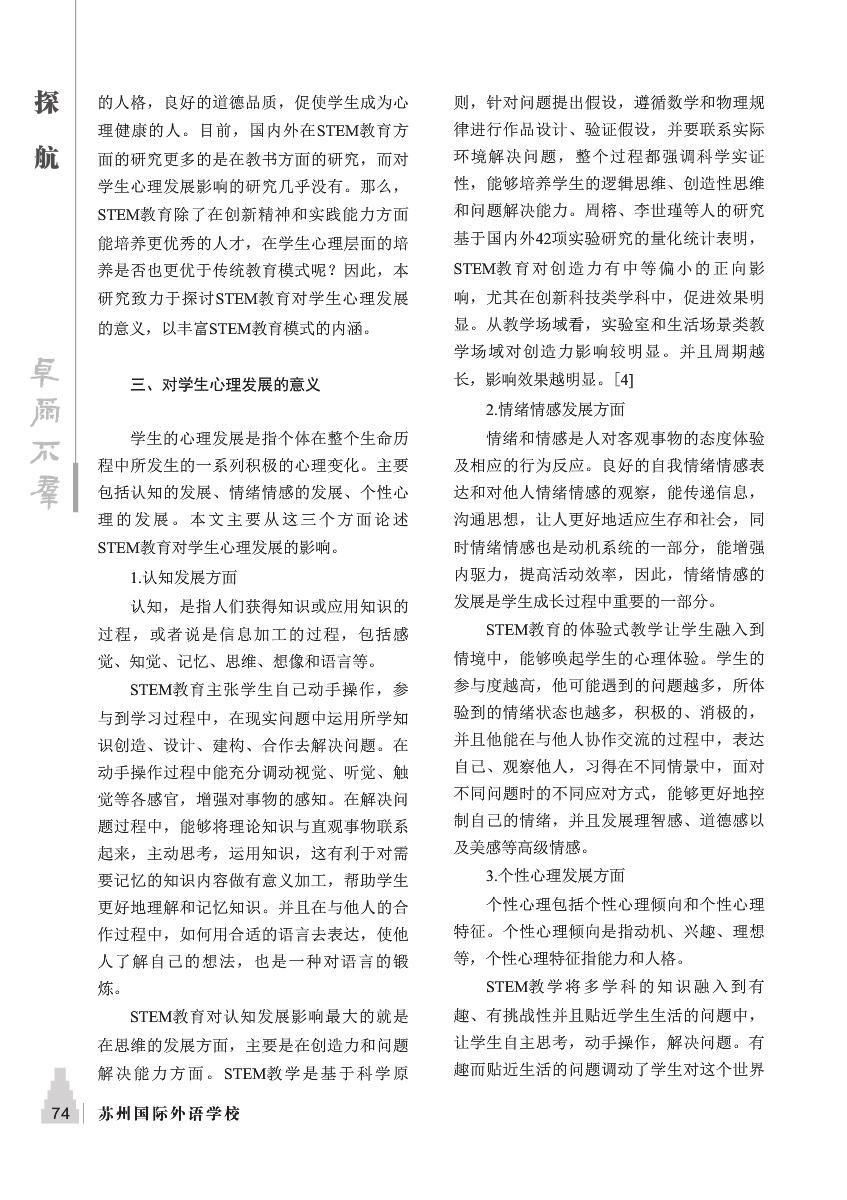 探
航
卓
爾
不
羣
的人格，良好的道德品质，促使学生成为心
理健康的人。目前，国内外在STEM教育方
面的研究更多的是在教书方面的研究，而对
学生心理发展影响的研究几乎没有。那么，
STEM教育除了在创新精神和实践能力方面
能培养更优秀的人才，在学生心理层面的培
养是否也更优于传统教育模式呢？因此，本
研究致力于探讨STEM教育对学生心理发展
的意义，以丰富STEM教育模式的内涵。
三、对学生心理发展的意义
学生的心理发展是指个体在整个生命历
程中所发生的一系列积极的心理变化。主要
包括认知的发展、情绪情感的发展、个性心
理的发展。本文主要从这三个方面论述
STEM教育对学生心理发展的影响。
1.认知发展方面
认知，是指人们获得知识或应用知识的
过程，或者说是信息加工的过程，包括感
觉、知觉、记忆、思维、想像和语言等。
STEM教育主张学生自己动手操作，参
与到学习过程中，在现实问题中运用所学知
识创造、设计、建构、合作去解决问题。在
动手操作过程中能充分调动视觉、听觉、触
觉等各感官，增强对事物的感知。在解决问
题过程中，能够将理论知识与直观事物联系
起来，主动思考，运用知识，这有利于对需
要记忆的知识内容做有意义加工，帮助学生
更好地理解和记忆知识。并且在与他人的合
作过程中，如何用合适的语言去表达，使他
人了解自己的想法，也是一种对语言的锻
炼。
STEM教育对认知发展影响最大的就是
在思维的发展方面，主要是在创造力和问题
解决能力方面。STEM教学是基于科学原
则，针对问题提出假设，遵循数学和物理规
律进行作品设计、验证假设，并要联系实际
环境解决问题，整个过程都强调科学实证
性，能够培养学生的逻辑思维、创造性思维
和问题解决能力。周榕、李世瑾等人的研究
基于国内外42项实验研究的量化统计表明，
STEM教育对创造力有中等偏小的正向影
响，尤其在创新科技类学科中，促进效果明
显。从教学场域看，实验室和生活场景类教
学场域对创造力影响较明显。并且周期越
长，影响效果越明显。[4]
2.情绪情感发展方面
情绪和情感是人对客观事物的态度体验
及相应的行为反应。良好的自我情绪情感表
达和对他人情绪情感的观察，能传递信息，
沟通思想，让人更好地适应生存和社会，同
时情绪情感也是动机系统的一部分，能增强
内驱力，提高活动效率，因此，情绪情感的
发展是学生成长过程中重要的一部分。
STEM教育的体验式教学让学生融入到
情境中，能够唤起学生的心理体验。学生的
参与度越高，他可能遇到的问题越多，所体
验到的情绪状态也越多，积极的、消极的，
并且他能在与他人协作交流的过程中，表达
自己、观察他人，习得在不同情景中，面对
不同问题时的不同应对方式，能够更好地控
制自己的情绪，并且发展理智感、道德感以
及美感等高级情感。
3.个性心理发展方面
个性心理包括个性心理倾向和个性心理
特征。个性心理倾向是指动机、兴趣、理想
等，个性心理特征指能力和人格。
STEM教学将多学科的知识融入到有
趣、有挑战性并且贴近学生生活的问题中，
让学生自主思考，动手操作，解决问题。有
趣而贴近生活的问题调动了学生对这个世界
74 苏州国际外语学校